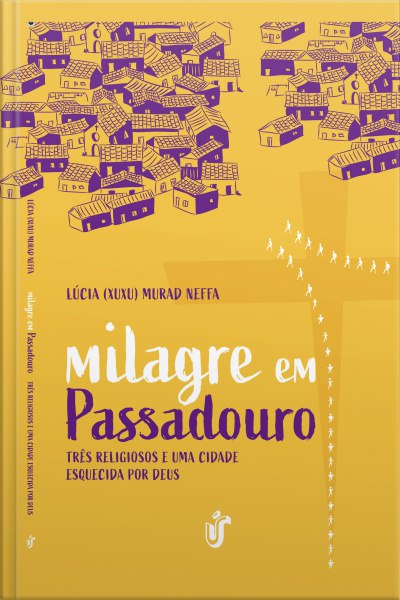 LÚCIA (XUXU) MURAD NEFFA
milagre em
Passadouro
TRÊS RELIGIOSOS E UMA CIDADE
ESQUECIDA POR DEUS
LÚCIA (XUXU) MURAD NEFFA milagre em Passadouro TRÊS RELIGIOSOS E UMA CIDADE ESQUECIDA POR DEUS